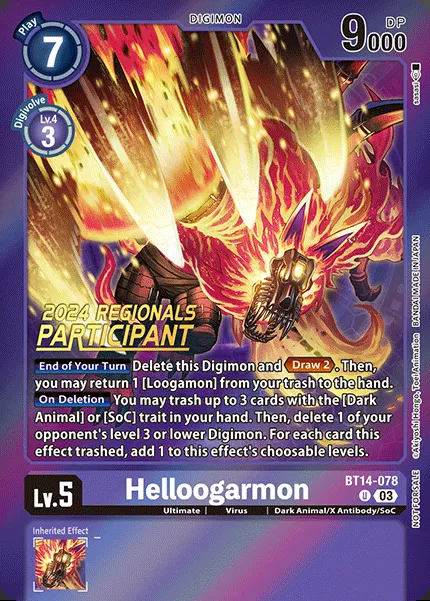 Play
7
DIGIMON
9000
DP
Digivolve
Lv.4
3
sasasi
2024 REGIONALS
PARTICIPANT
End of Your Turn Delete this Digimon and Draw 2. Then,
you may return 1 [Loogamon] from your trash to the hand.
On Deletion You may trash up to 3 cards with the [Dark
Animal] or [SoC] trait in your hand. Then, delete 1 of your
opponent's level 3 or lower Digimon. For each card this
effect trashed, add 1 to this effect's choosable levels.
©Akiyoshi Hongo, Toei Animation BANDAI MADE IN JAPAN
NOT FOR SALE
Lv.5
Helloogarmon
BT14-078
U 03
Ultimate | Virus | Dark Animal/X Antibody/SoC
Inherited Effect
–